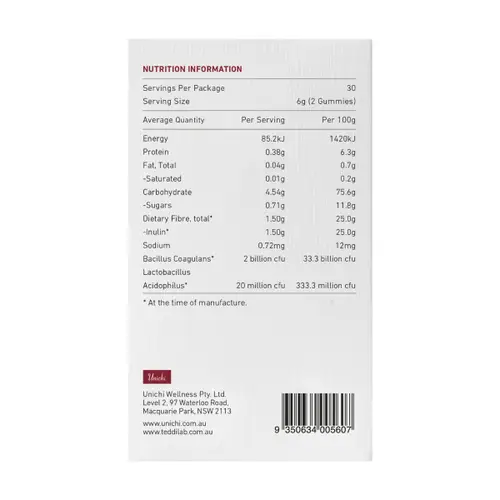 NUTRITION INFORMATION
Servings Per Package 30
Serving Size 6g (2 Gummies)
Average Quantity Per Serving Per 100g
Energy 85.2kJ 1420kJ
Protein 0.38g 6.3g
Fat, Total 0.04g 0.7g
-Saturated 0.01g 0.2g
Carbohydrate 4.54g 75.6g
-Sugars 0.71g 11.8g
Dietary Fibre, total* 1.50g 25.0g
-Inulin* 1.50g 25.0g
Sodium 0.72mg 12mg
Bacillus Coagulans* 2 billion cfu 33.3 billion cfu
Lactobacillus
Acidophilus* 20 million cfu 333.3 million cfu
* At the time of manufacture.
Unichi
Unichi Wellness Pty. Ltd.
Level 2, 97 Waterloo Road,
Macquarie Park, NSW 2113
www.unichi.com.au
www.teddilab.com.au
9 350634 005607